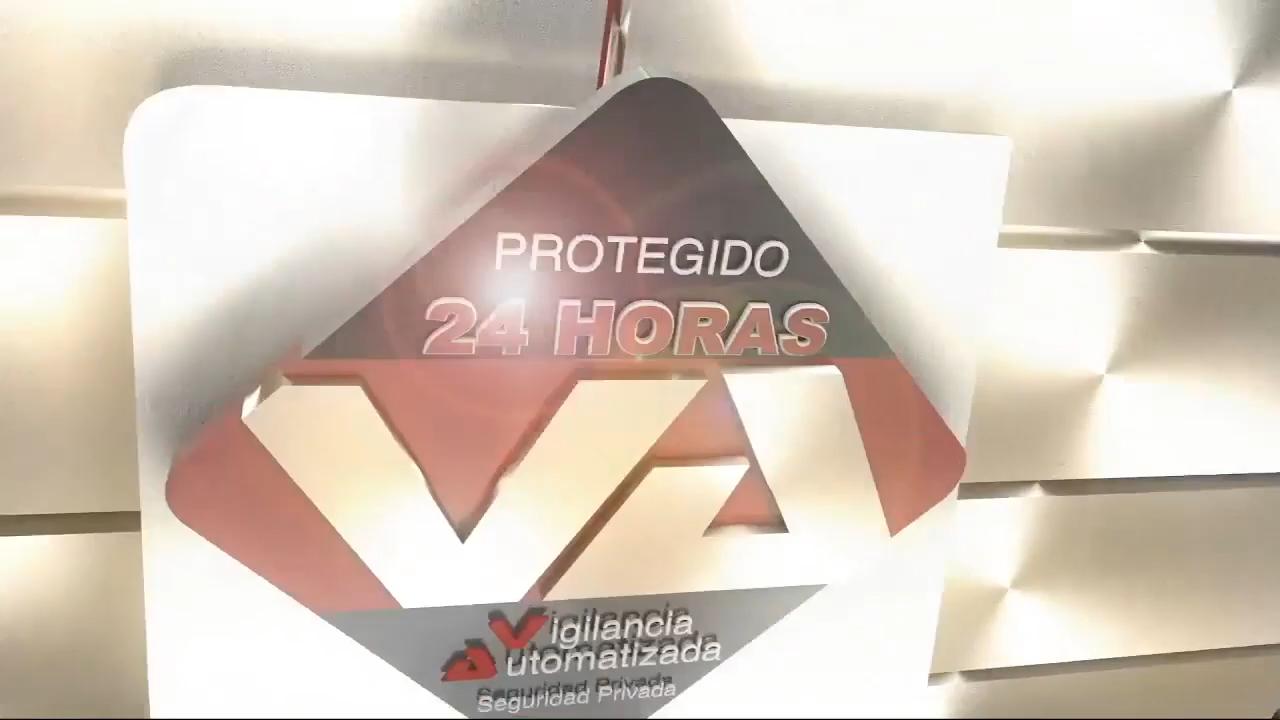 PROTEGIDO
24 HORAS
VA
Vigilancia
Automatizada
Seguridad Privada